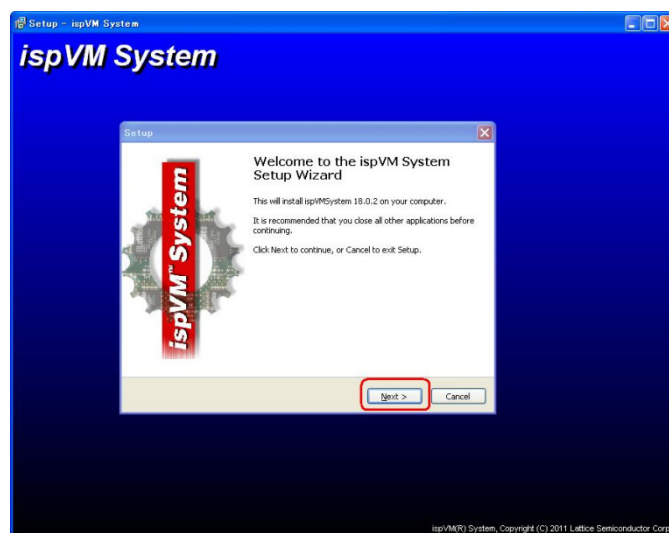 Setup - ispVM System
ispVM System
Setup
Welcome to the ispVM System
Setup Wizard
This will install ispVMSystem 18.0.2 on your computer.
It is recommended that you close all other applications before
continuing.
Click Next to continue, or Cancel to exit Setup.
ispVM™ System
Next >
Cancel
ispVM(R) System, Copyright (C) 2011 Lattice Semiconductor Corp